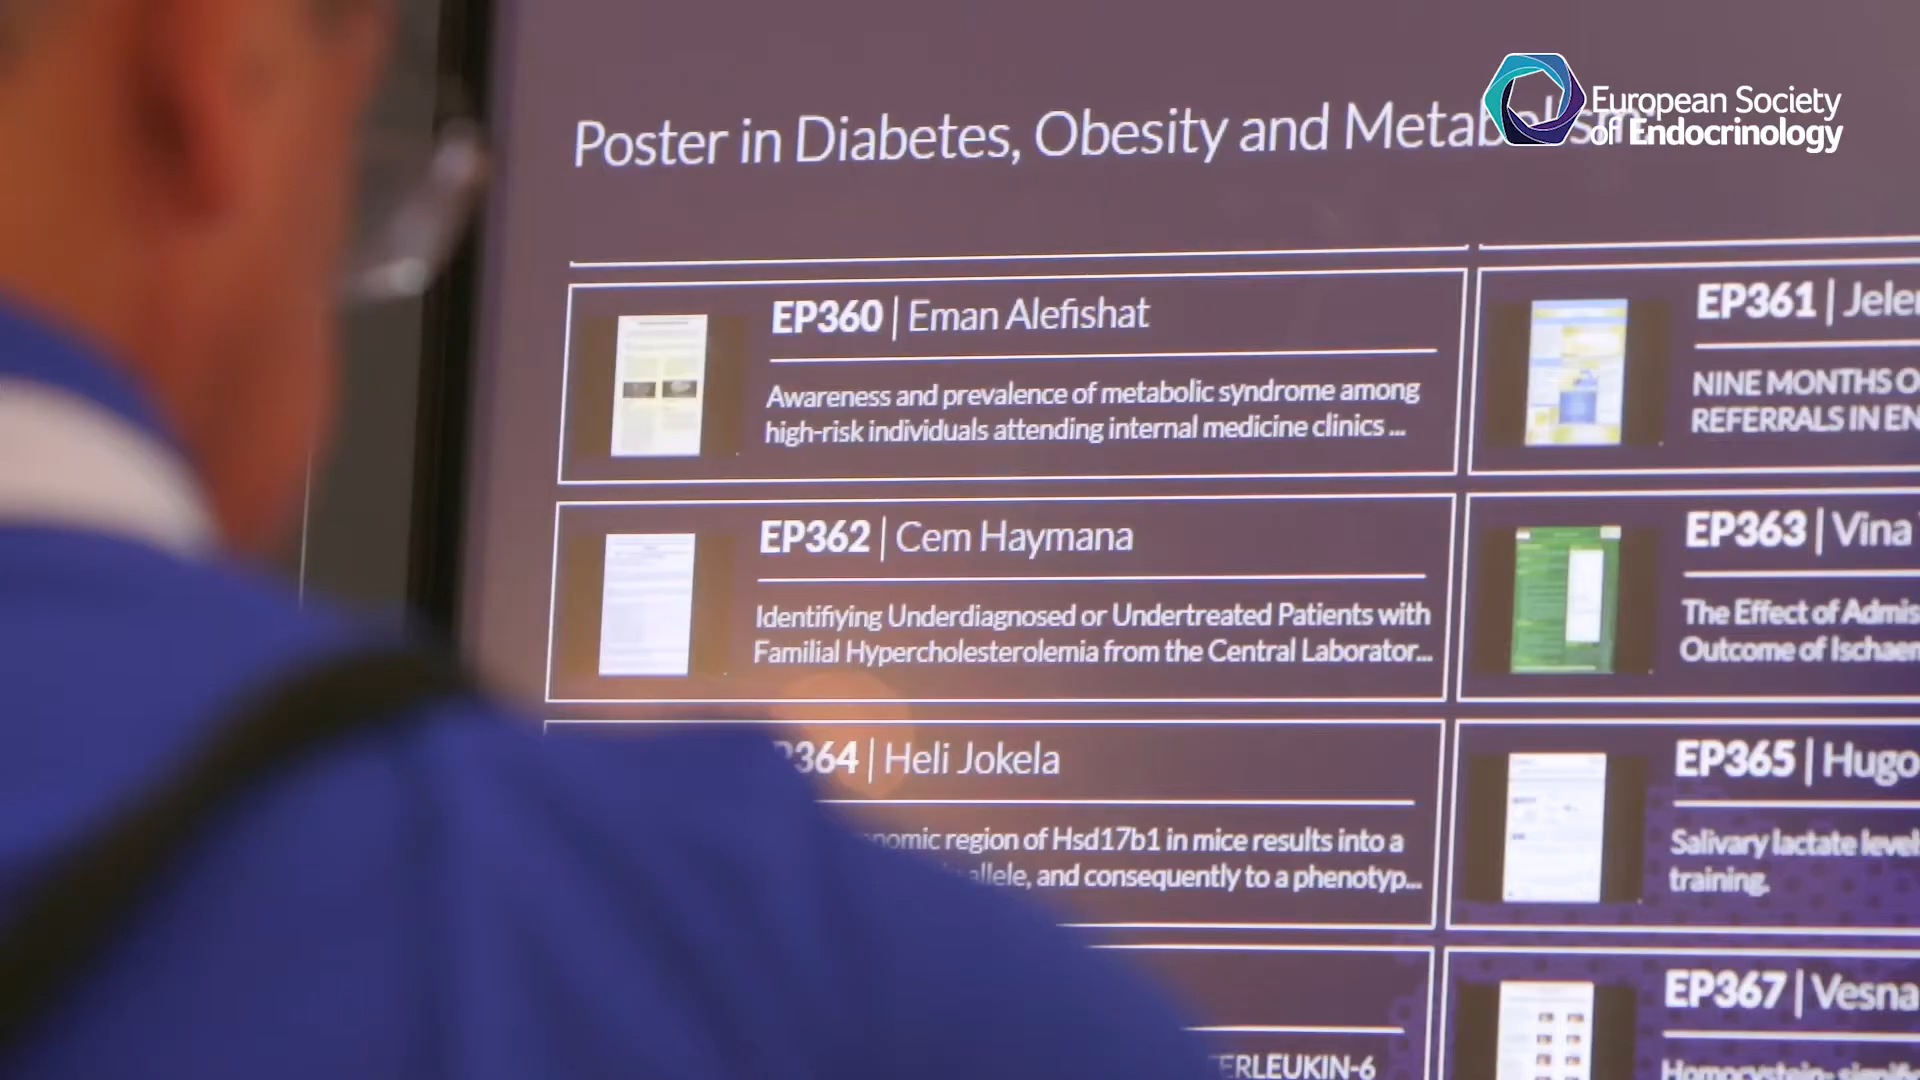 European Society
of Endocrinology
Poster in Diabetes, Obesity and Metabolism
EP360 | Eman Alefishat
Awareness and prevalence of metabolic syndrome among
high-risk individuals attending internal medicine clinics ...
EP361 | Jele
NINE MONTHS O
REFERRALS IN EN
EP362 | Cem Haymana
Identifiying Underdiagnosed or Undertreated Patients with
Familial Hypercholesterolemia from the Central Laborator...
EP363 | Vina
The Effect of Admis
Outcome of Ischaem
P364 | Heli Jokela
nomic region of Hsd17b1 in mice results into a
allele, and consequently to a phenotyp...
EP365 | Hugo
Salivary lactate level
training.
ERLEUKIN-6
EP367 | Vesna